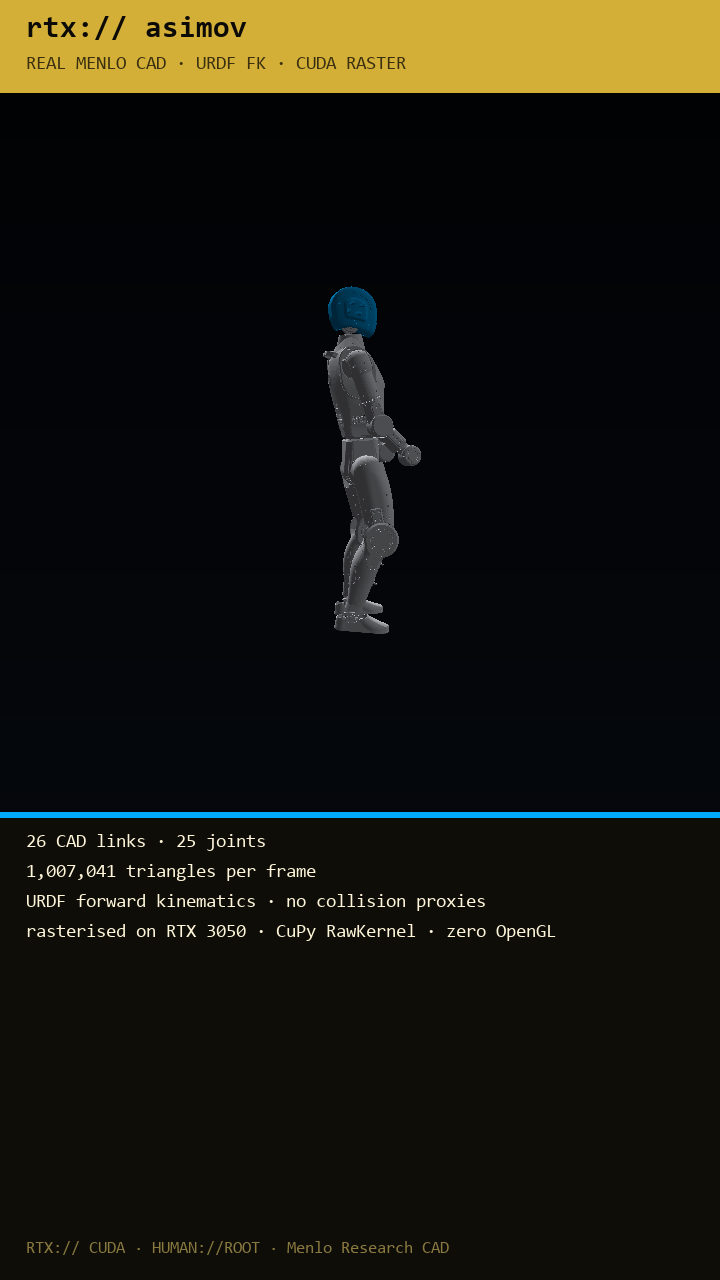 rtx:// asimov
REAL MENLO CAD · URDF FK · CUDA RASTER
26 CAD links · 25 joints
1,007,041 triangles per frame
URDF forward kinematics · no collision proxies
rasterised on RTX 3050 · CuPy RawKernel · zero OpenGL
RTX:// CUDA · HUMAN://ROOT · Menlo Research CAD